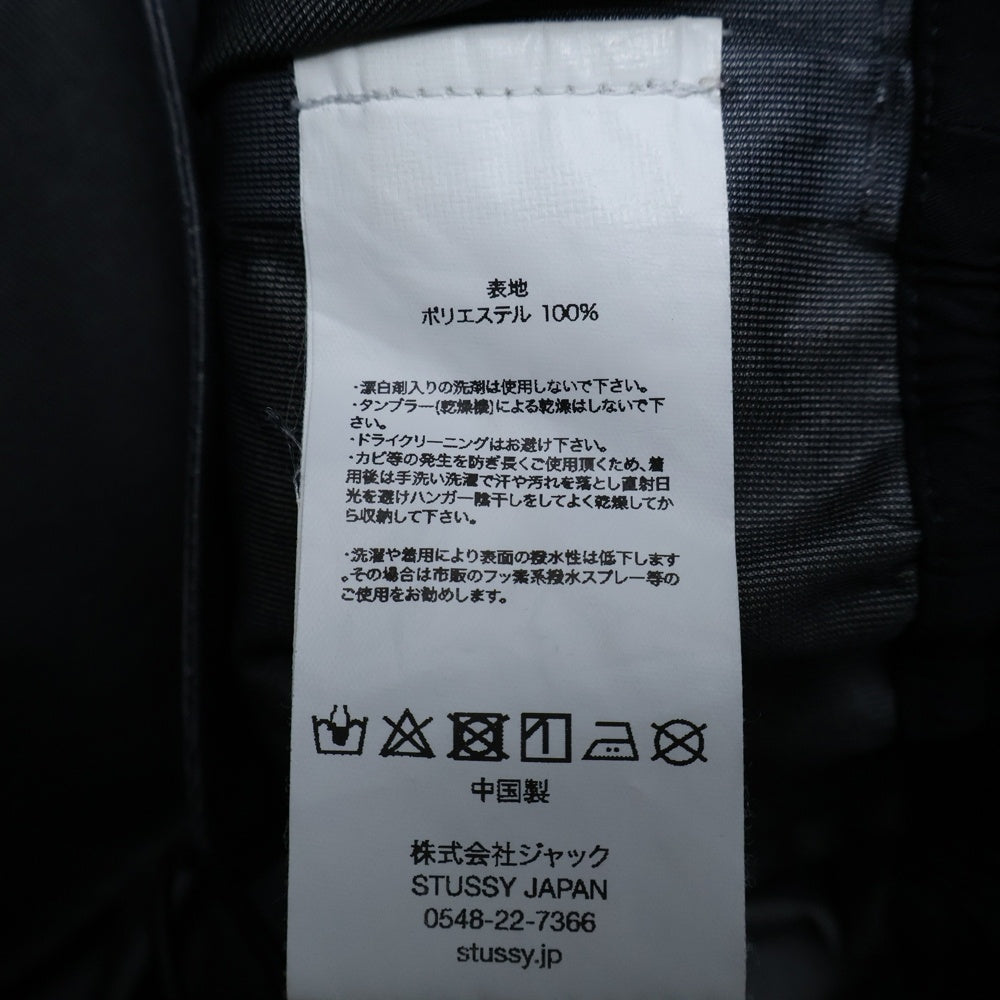 表地
ポリエステル 100%
・漂白剤入りの洗剤は使用しないで下さい。
・タンブラー(乾燥機)による乾燥はしないで下
さい。
・ドライクリーニングはお避け下さい。
・カビ等の発生を防ぎ長くご使用頂くため、着
用後は手洗い洗濯で汗や汚れを落とし直射日
光を避けハンガー陰干しをしてよく乾燥してか
ら収納して下さい。
・洗濯や着用により表面の撥水性は低下します
。その場合は市販のフッ素系撥水スプレー等の
ご使用をお勧めします。
中国製
株式会社ジャック
STUSSY JAPAN
0548-22-7366
stussy.jp